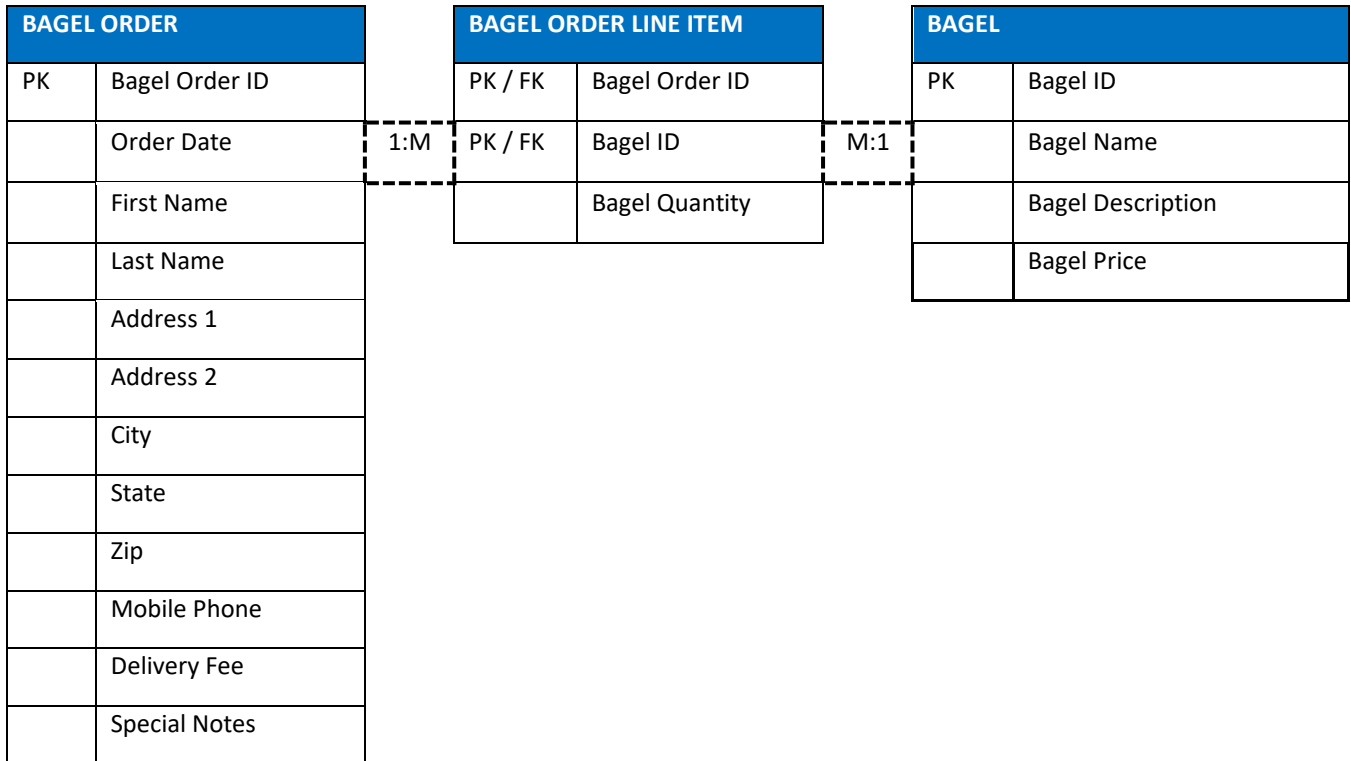 BAGEL ORDER BAGEL ORDER LINE ITEM BAGEL
PK Bagel Order ID PK / FK Bagel Order ID PK Bagel ID
Order Date 1:M PK / FK Bagel ID M:1 Bagel Name
First Name Bagel Quantity Bagel Description
Last Name Bagel Price
Address 1
Address 2
City
State
Zip
Mobile Phone
Delivery Fee
Special Notes